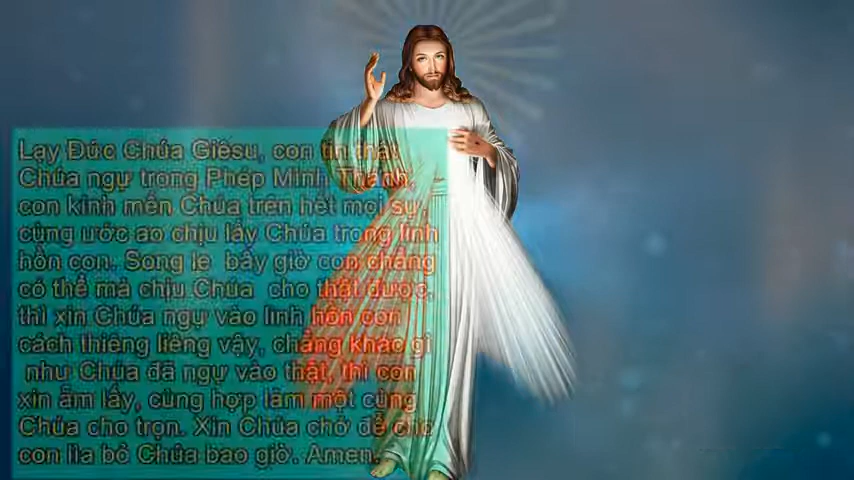 Lạy Đức Chúa Giêsu, con tin thật
Chúa ngự trong Phép Mình Thánh,
con kính mến Chúa trên hết mọi sự
cùng ước ao chịu lấy Chúa trong linh
hồn con. Song le bây giờ con chẳng
có thể mà chịu Chúa cho thật được,
thì xin Chúa ngự vào linh hồn con
cách thiêng liêng vậy, chẳng khác gì
như Chúa đã ngự vào thật, thì con
xin ẵm lấy, cùng hợp làm một cùng
Chúa cho trọn. Xin Chúa chớ để cho
con lìa bỏ Chúa bao giờ. Amen.